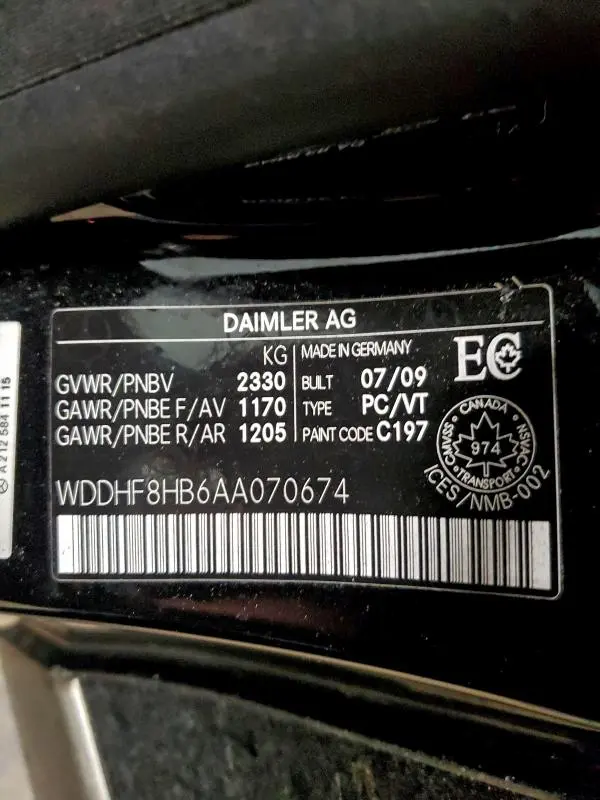 DAIMLER AG
KG
MADE IN GERMANY
GVWR/PNBV 2330
BUILT 07/09
GAWR/PNBE F/AV 1170
TYPE PC/VT
GAWR/PNBE R/AR 1205
PAINT CODE C197
EC
CANADA
CMVSS
NSVAC
974
TRANSPORT
ICES/NMB-002
WDDHF8HB6AA070674
A 212 584 11 15